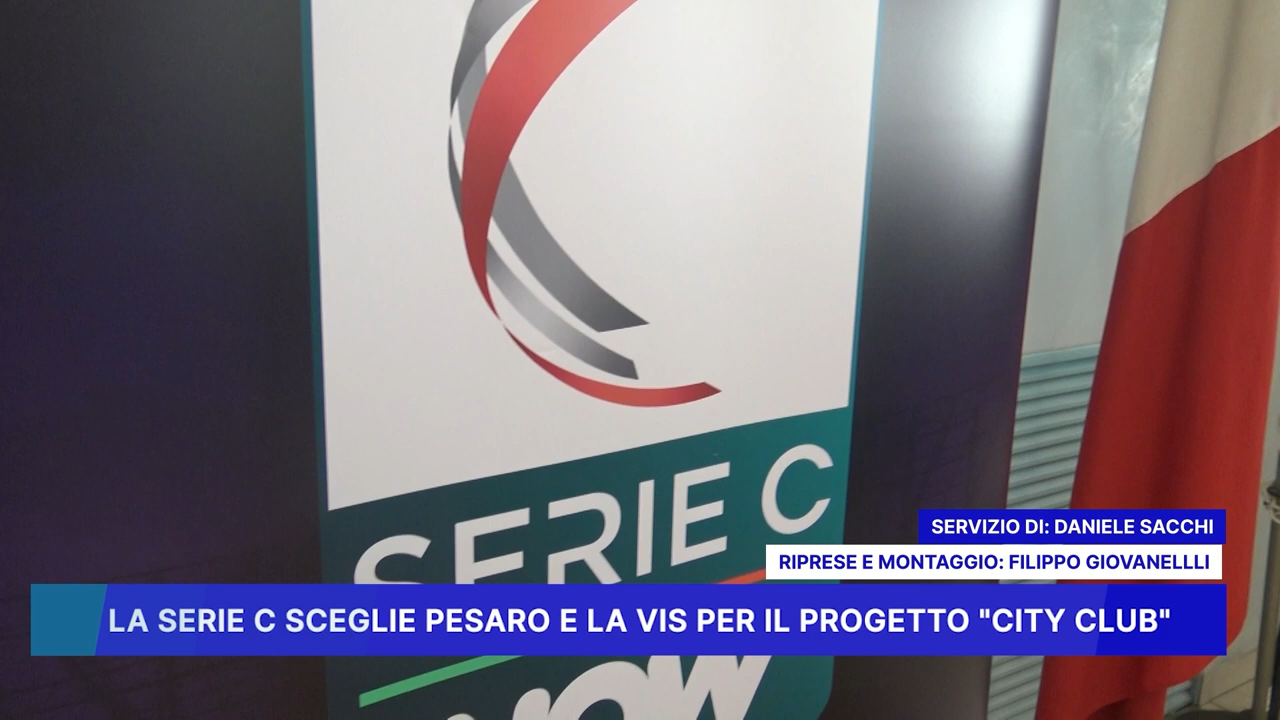 SERIE C
SERVIZIO DI: DANIELE SACCHI
RIPRESE E MONTAGGIO: FILIPPO GIOVANELLLI
LA SERIE C SCEGLIE PESARO E LA VIS PER IL PROGETTO "CITY CLUB"
NOW